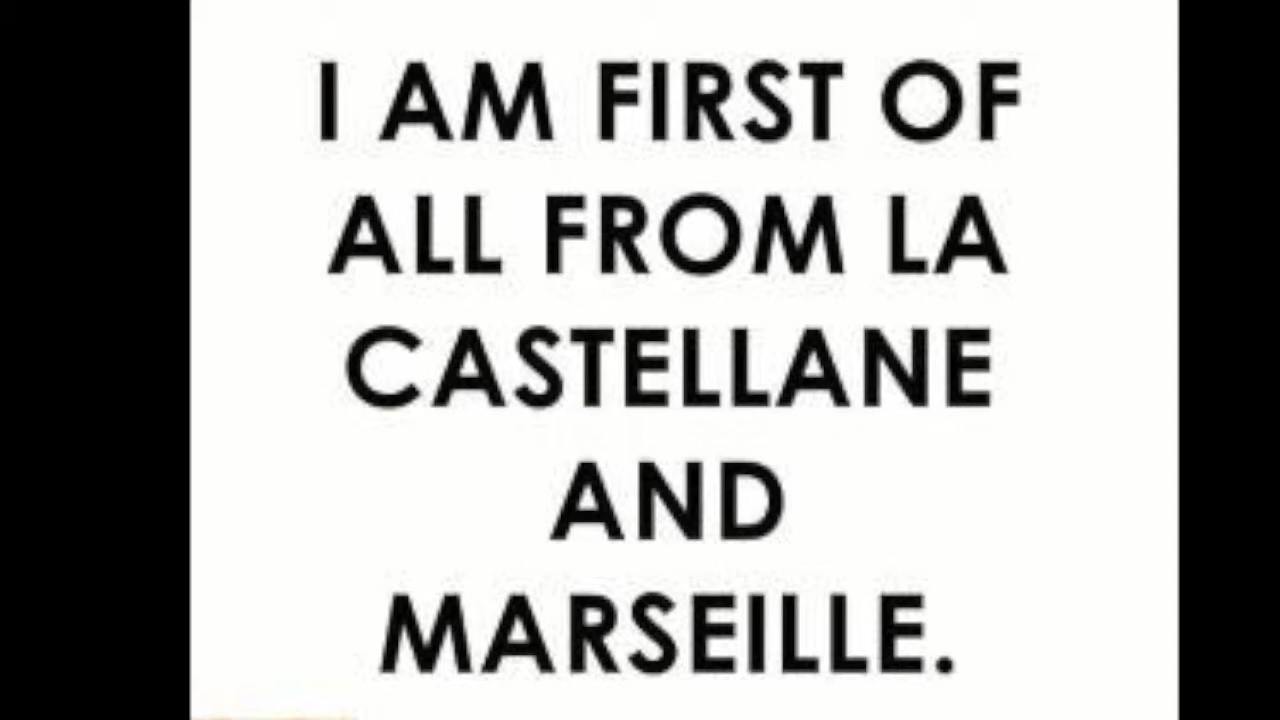 I AM FIRST OF
ALL FROM LA
CASTELLANE
AND
MARSEILLE.